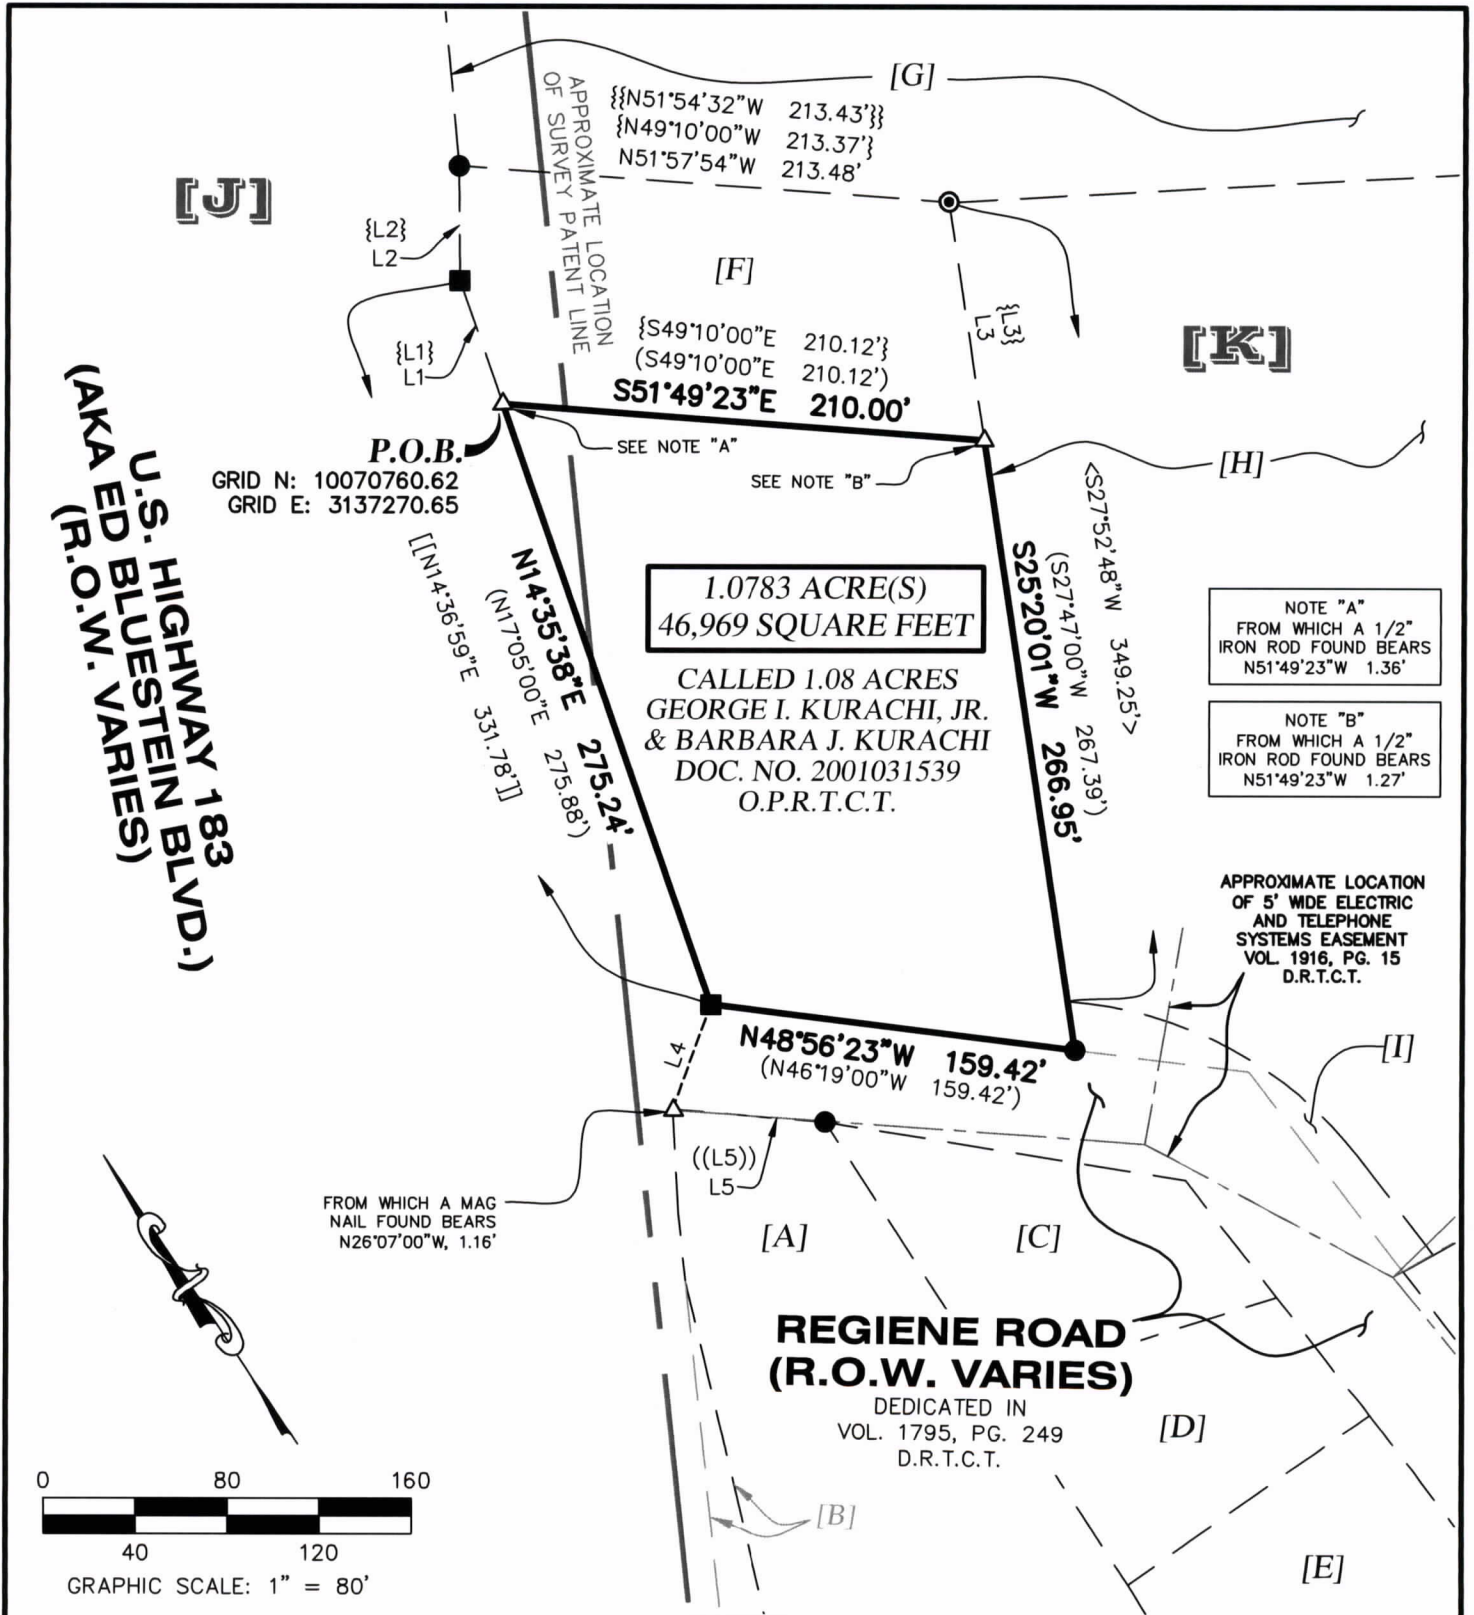 [G]
{{N51°54'32"W 213.43'}}
{N49°10'00"W 213.37'}
N51°57'54"W 213.48'
APPROXIMATE LOCATION
OF SURVEY PATENT LINE
[J]
{L2}
L2
[F]
{L3}
L3
{L1}
L1
{S49°10'00"E 210.12'}
(S49°10'00"E 210.12')
S51°49'23"E 210.00'
[K]
P.O.B.
GRID N: 10070760.62
GRID E: 3137270.65
SEE NOTE "A"
SEE NOTE "B"
[H]
U.S. HIGHWAY 183
(AKA ED BLUESTEIN BLVD.)
(R.O.W. VARIES)
N14°35'38"E 275.24'
(N17°05'00"E 275.88')
[[N14°36'59"E 331.78']]
1.0783 ACRE(S)
46,969 SQUARE FEET
CALLED 1.08 ACRES
GEORGE I. KURACHI, JR.
& BARBARA J. KURACHI
DOC. NO. 2001031539
O.P.R.T.C.T.
<S27°52'48"W 349.25'>
(S27°47'00"W 267.39')
S25°20'01"W 266.95'
NOTE "A"
FROM WHICH A 1/2"
IRON ROD FOUND BEARS
N51°49'23"W 1.36'
NOTE "B"
FROM WHICH A 1/2"
IRON ROD FOUND BEARS
N51°49'23"W 1.27'
APPROXIMATE LOCATION
OF 5' WIDE ELECTRIC
AND TELEPHONE
SYSTEMS EASEMENT
VOL. 1916, PG. 15
D.R.T.C.T.
[I]
L4
N48°56'23"W 159.42'
(N46°19'00"W 159.42')
((L5))
L5
FROM WHICH A MAG
NAIL FOUND BEARS
N26°07'00"W, 1.16'
[A]
[C]
REGIENE ROAD
(R.O.W. VARIES)
DEDICATED IN
VOL. 1795, PG. 249
D.R.T.C.T.
[D]
[B]
[E]
0 80 160
40 120
GRAPHIC SCALE: 1" = 80'